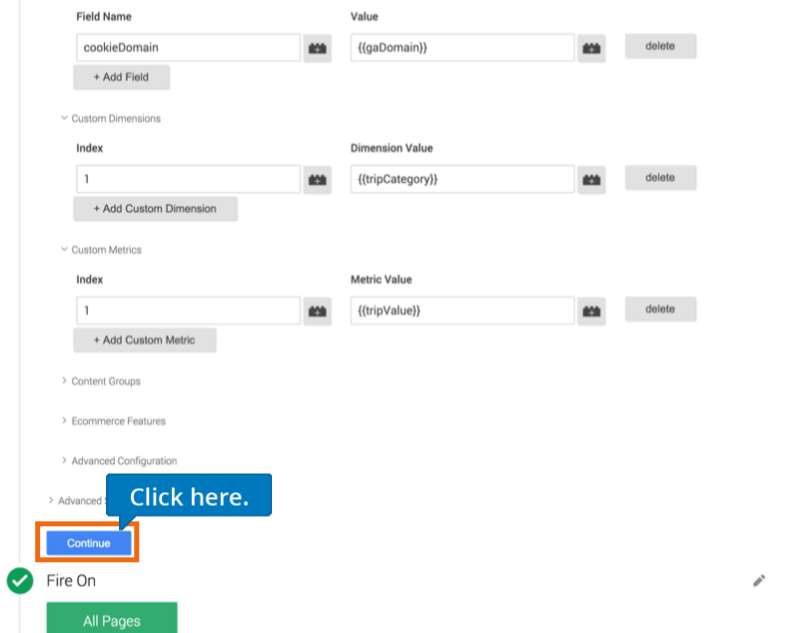 Field Name Value
cookieDomain {{gaDomain}} delete
+ Add Field
Custom Dimensions
Index Dimension Value
1 {{tripCategory}} delete
+ Add Custom Dimension
Custom Metrics
Index Metric Value
1 {{tripValue}} delete
+ Add Custom Metric
Content Groups
Ecommerce Features
Advanced Configuration
Advanced
Click here.
Continue
Fire On
All Pages